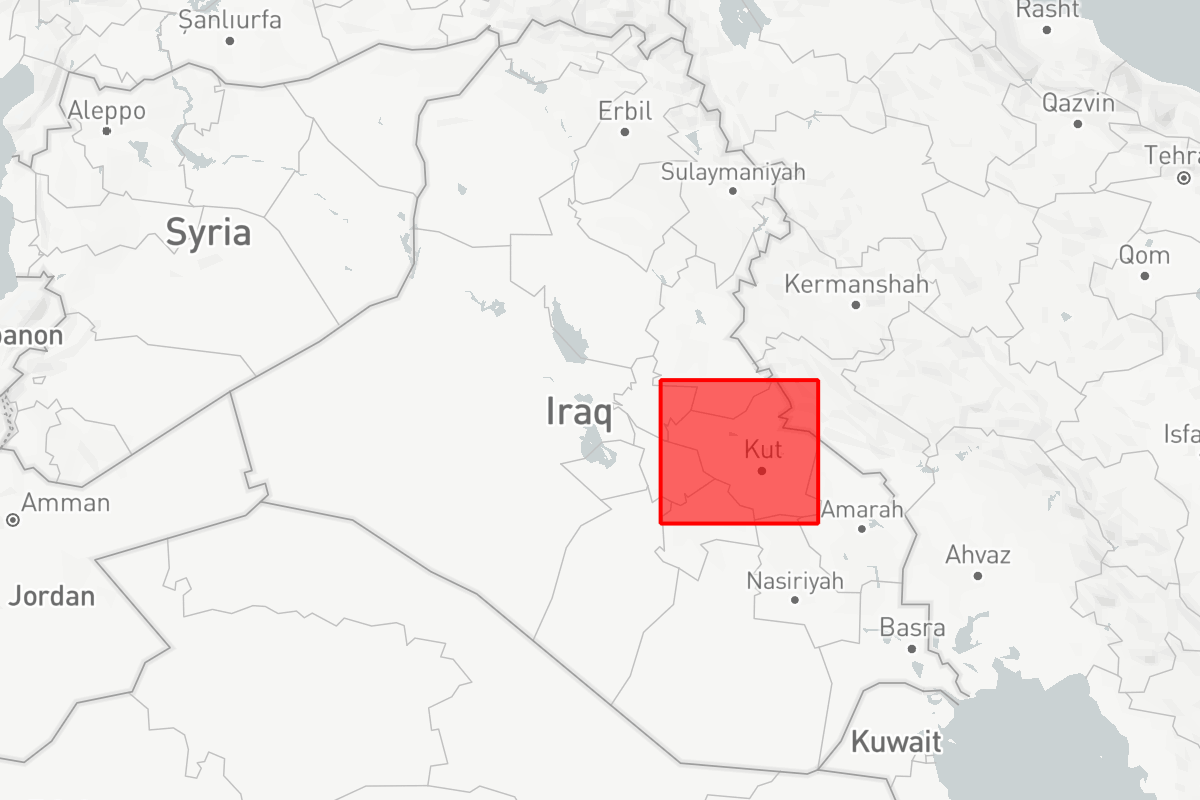 Şanlıurfa
Rasht
Aleppo
Erbil
Qazvin
Tehra
Sulaymaniyah
Syria
Qom
Kermanshah
banon
Iraq
Isfa
Kut
Amman
Amarah
Ahvaz
Nasiriyah
Jordan
Basra
Kuwait